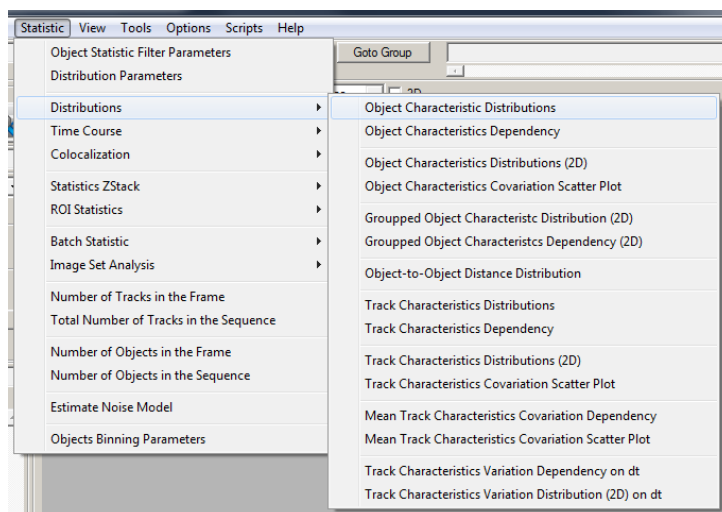 Statistic View Tools Options Scripts Help
Object Statistic Filter Parameters
Distribution Parameters
Distributions
Time Course
Colocalization
Statistics ZStack
ROI Statistics
Batch Statistic
Image Set Analysis
Number of Tracks in the Frame
Total Number of Tracks in the Sequence
Number of Objects in the Frame
Number of Objects in the Sequence
Estimate Noise Model
Objects Binning Parameters
Goto Group
Object Characteristic Distributions
Object Characteristics Dependency
Object Characteristics Distributions (2D)
Object Characteristics Covariation Scatter Plot
Groupped Object Characteristc Distribution (2D)
Groupped Object Characteristcs Dependency (2D)
Object-to-Object Distance Distribution
Track Characteristics Distributions
Track Characteristics Dependency
Track Characteristics Distributions (2D)
Track Characteristics Covariation Scatter Plot
Mean Track Characteristics Covariation Dependency
Mean Track Characteristics Covariation Scatter Plot
Track Characteristics Variation Dependency on dt
Track Characteristics Variation Distribution (2D) on dt